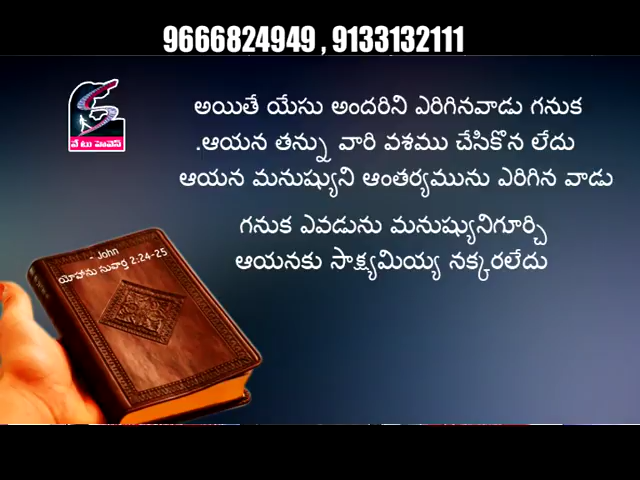 9666824949 , 9133132111
అయితే యేసు అందరిని ఎరిగినవాడు గనుక
.ఆయన తన్ను వారి వశము చేసికొన లేదు
ఆయన మనుష్యుని ఆంతర్యమును ఎరిగిన వాడు
గనుక ఎవడును మనుష్యునిగూర్చి
ఆయనకు సాక్ష్యమియ్య నక్కరలేదు
వే టు హెవెన్
- John
యోహాను సువార్త 2:24-25